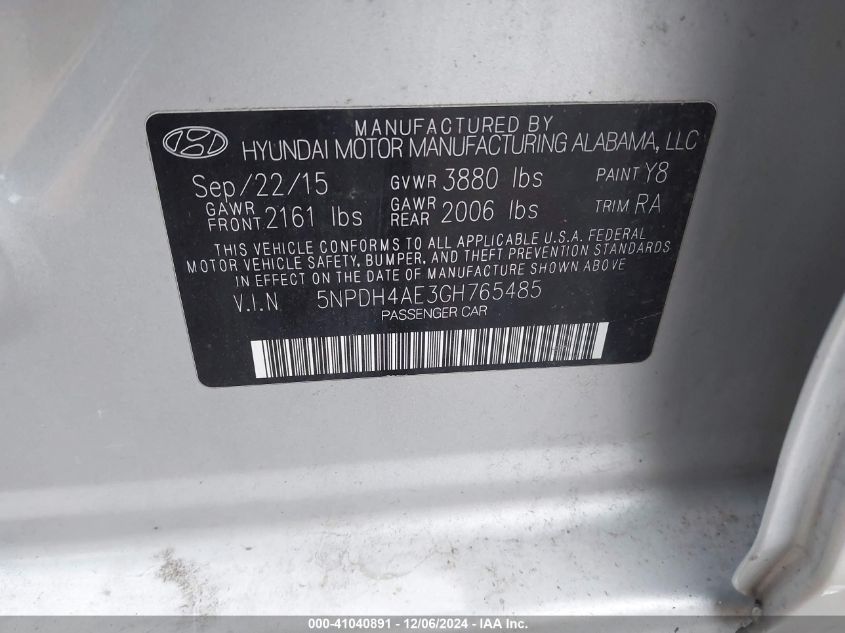 MANUFACTURED BY
HYUNDAI MOTOR MANUFACTURING ALABAMA, LLC
Sep/22/15 GVWR 3880 lbs PAINT Y8
GAWR FRONT 2161 lbs GAWR REAR 2006 lbs TRIM RA
THIS VEHICLE CONFORMS TO ALL APPLICABLE U.S.A. FEDERAL
MOTOR VEHICLE SAFETY, BUMPER, AND THEFT PREVENTION STANDARDS
IN EFFECT ON THE DATE OF MANUFACTURE SHOWN ABOVE
V.I.N 5NPDH4AE3GH765485
PASSENGER CAR
000-41040891 - 12/06/2024 - IAA Inc.